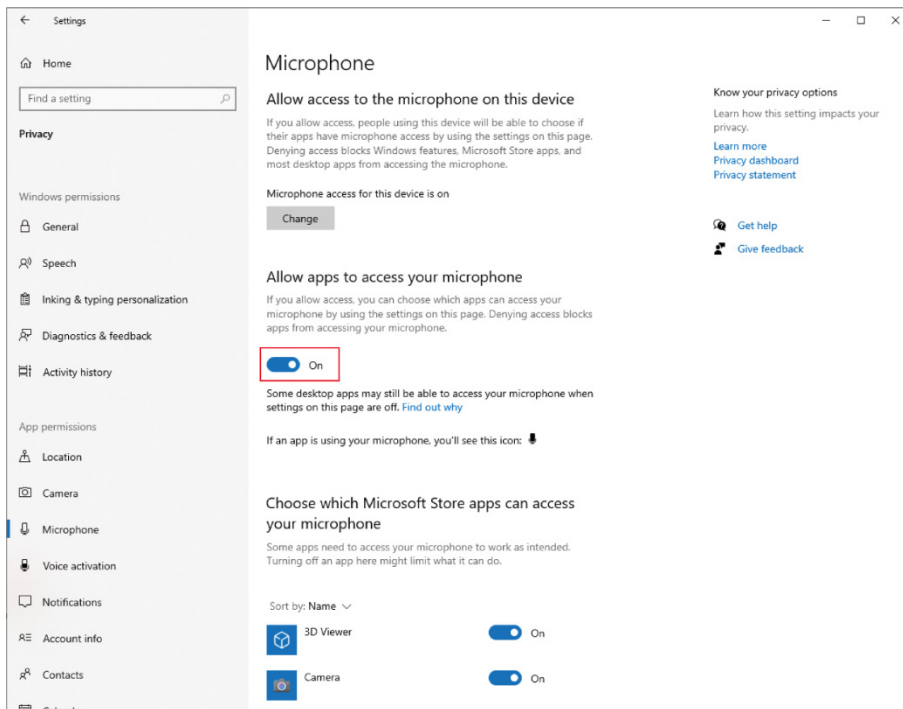 Settings
Home
Find a setting
Privacy
Windows permissions
General
Speech
Inking & typing personalization
Diagnostics & feedback
Activity history
App permissions
Location
Camera
Microphone
Voice activation
Notifications
Account info
Contacts
Microphone
Allow access to the microphone on this device
If you allow access, people using this device will be able to choose if
their apps have microphone access by using the settings on this page.
Denying access blocks Windows features, Microsoft Store apps, and
most desktop apps from accessing the microphone.
Microphone access for this device is on
Change
Allow apps to access your microphone
If you allow access, you can choose which apps can access your
microphone by using the settings on this page. Denying access blocks
apps from accessing your microphone.
On
Some desktop apps may still be able to access your microphone when
settings on this page are off. Find out why
If an app is using your microphone, you'll see this icon:
Choose which Microsoft Store apps can access
your microphone
Some apps need to access your microphone to work as intended.
Turning off an app here might limit what it can do.
Sort by: Name
3D Viewer On
Camera On
Know your privacy options
Learn how this setting impacts your
privacy.
Learn more
Privacy dashboard
Privacy statement
Get help
Give feedback